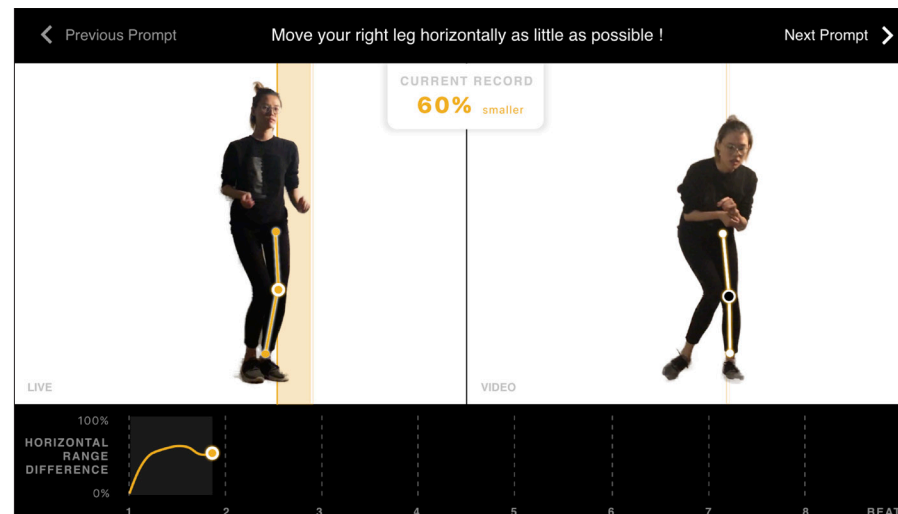 Previous Prompt
Move your right leg horizontally as little as possible !
Next Prompt
CURRENT RECORD
60% smaller
LIVE
VIDEO
100%
HORIZONTAL
RANGE
DIFFERENCE
0%
1 2 3 4 5 6 7 8 BEAT